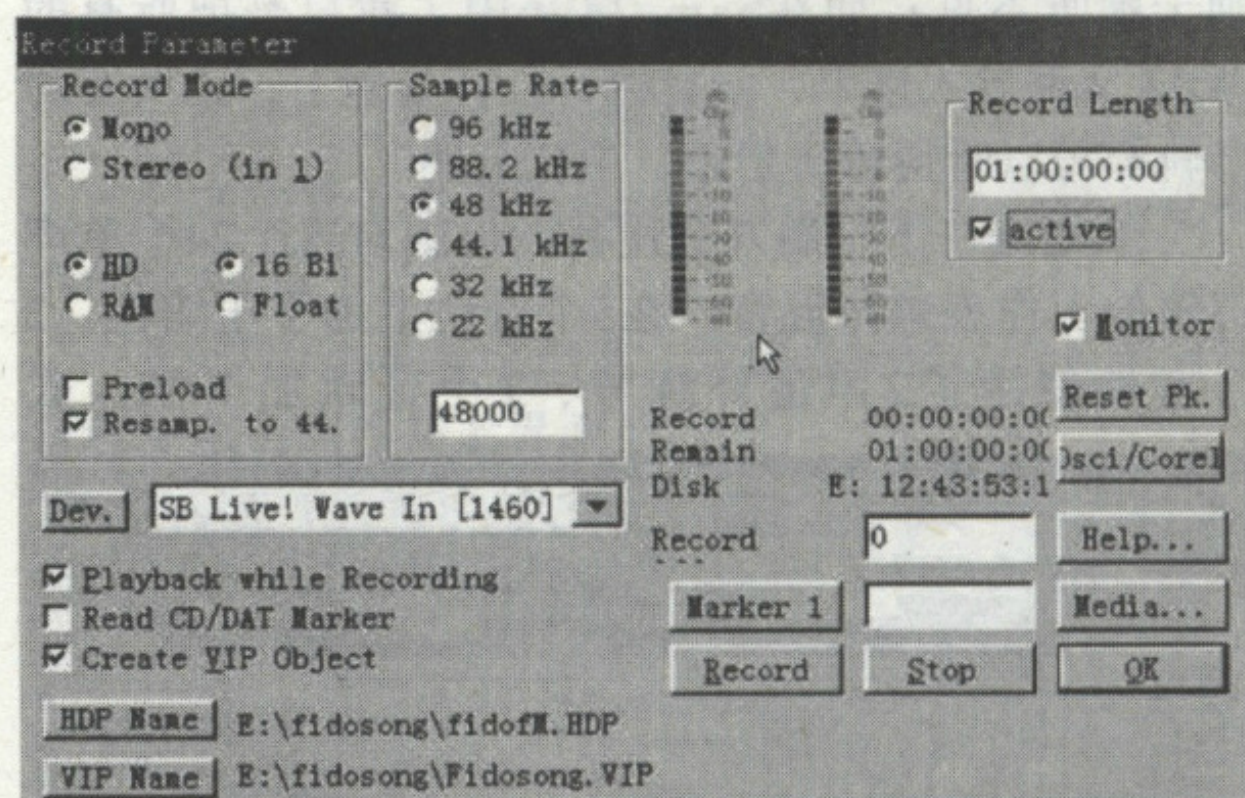 Record Parameter
Record Mode
Mono
Stereo (in 1)
HD
16 Bi
RAM
Float
Preload
Resamp. to 44.
Sample Rate
96 kHz
88.2 kHz
48 kHz
44.1 kHz
32 kHz
22 kHz
48000
Record Length
01:00:00:00
active
Monitor
Record 00:00:00:00
Remain 01:00:00:00
Disk E: 12:43:53:1
Record 0
Reset Pk.
Osci/Corel
Help...
Marker 1
Media...
Record
Stop
OK
Dev.
SB Live! Wave In [1460]
Playback while Recording
Read CD/DAT Marker
Create VIP Object
HDP Name E:\fidosong\fidofM.HDP
VIP Name E:\fidosong\Fidosong.VIP